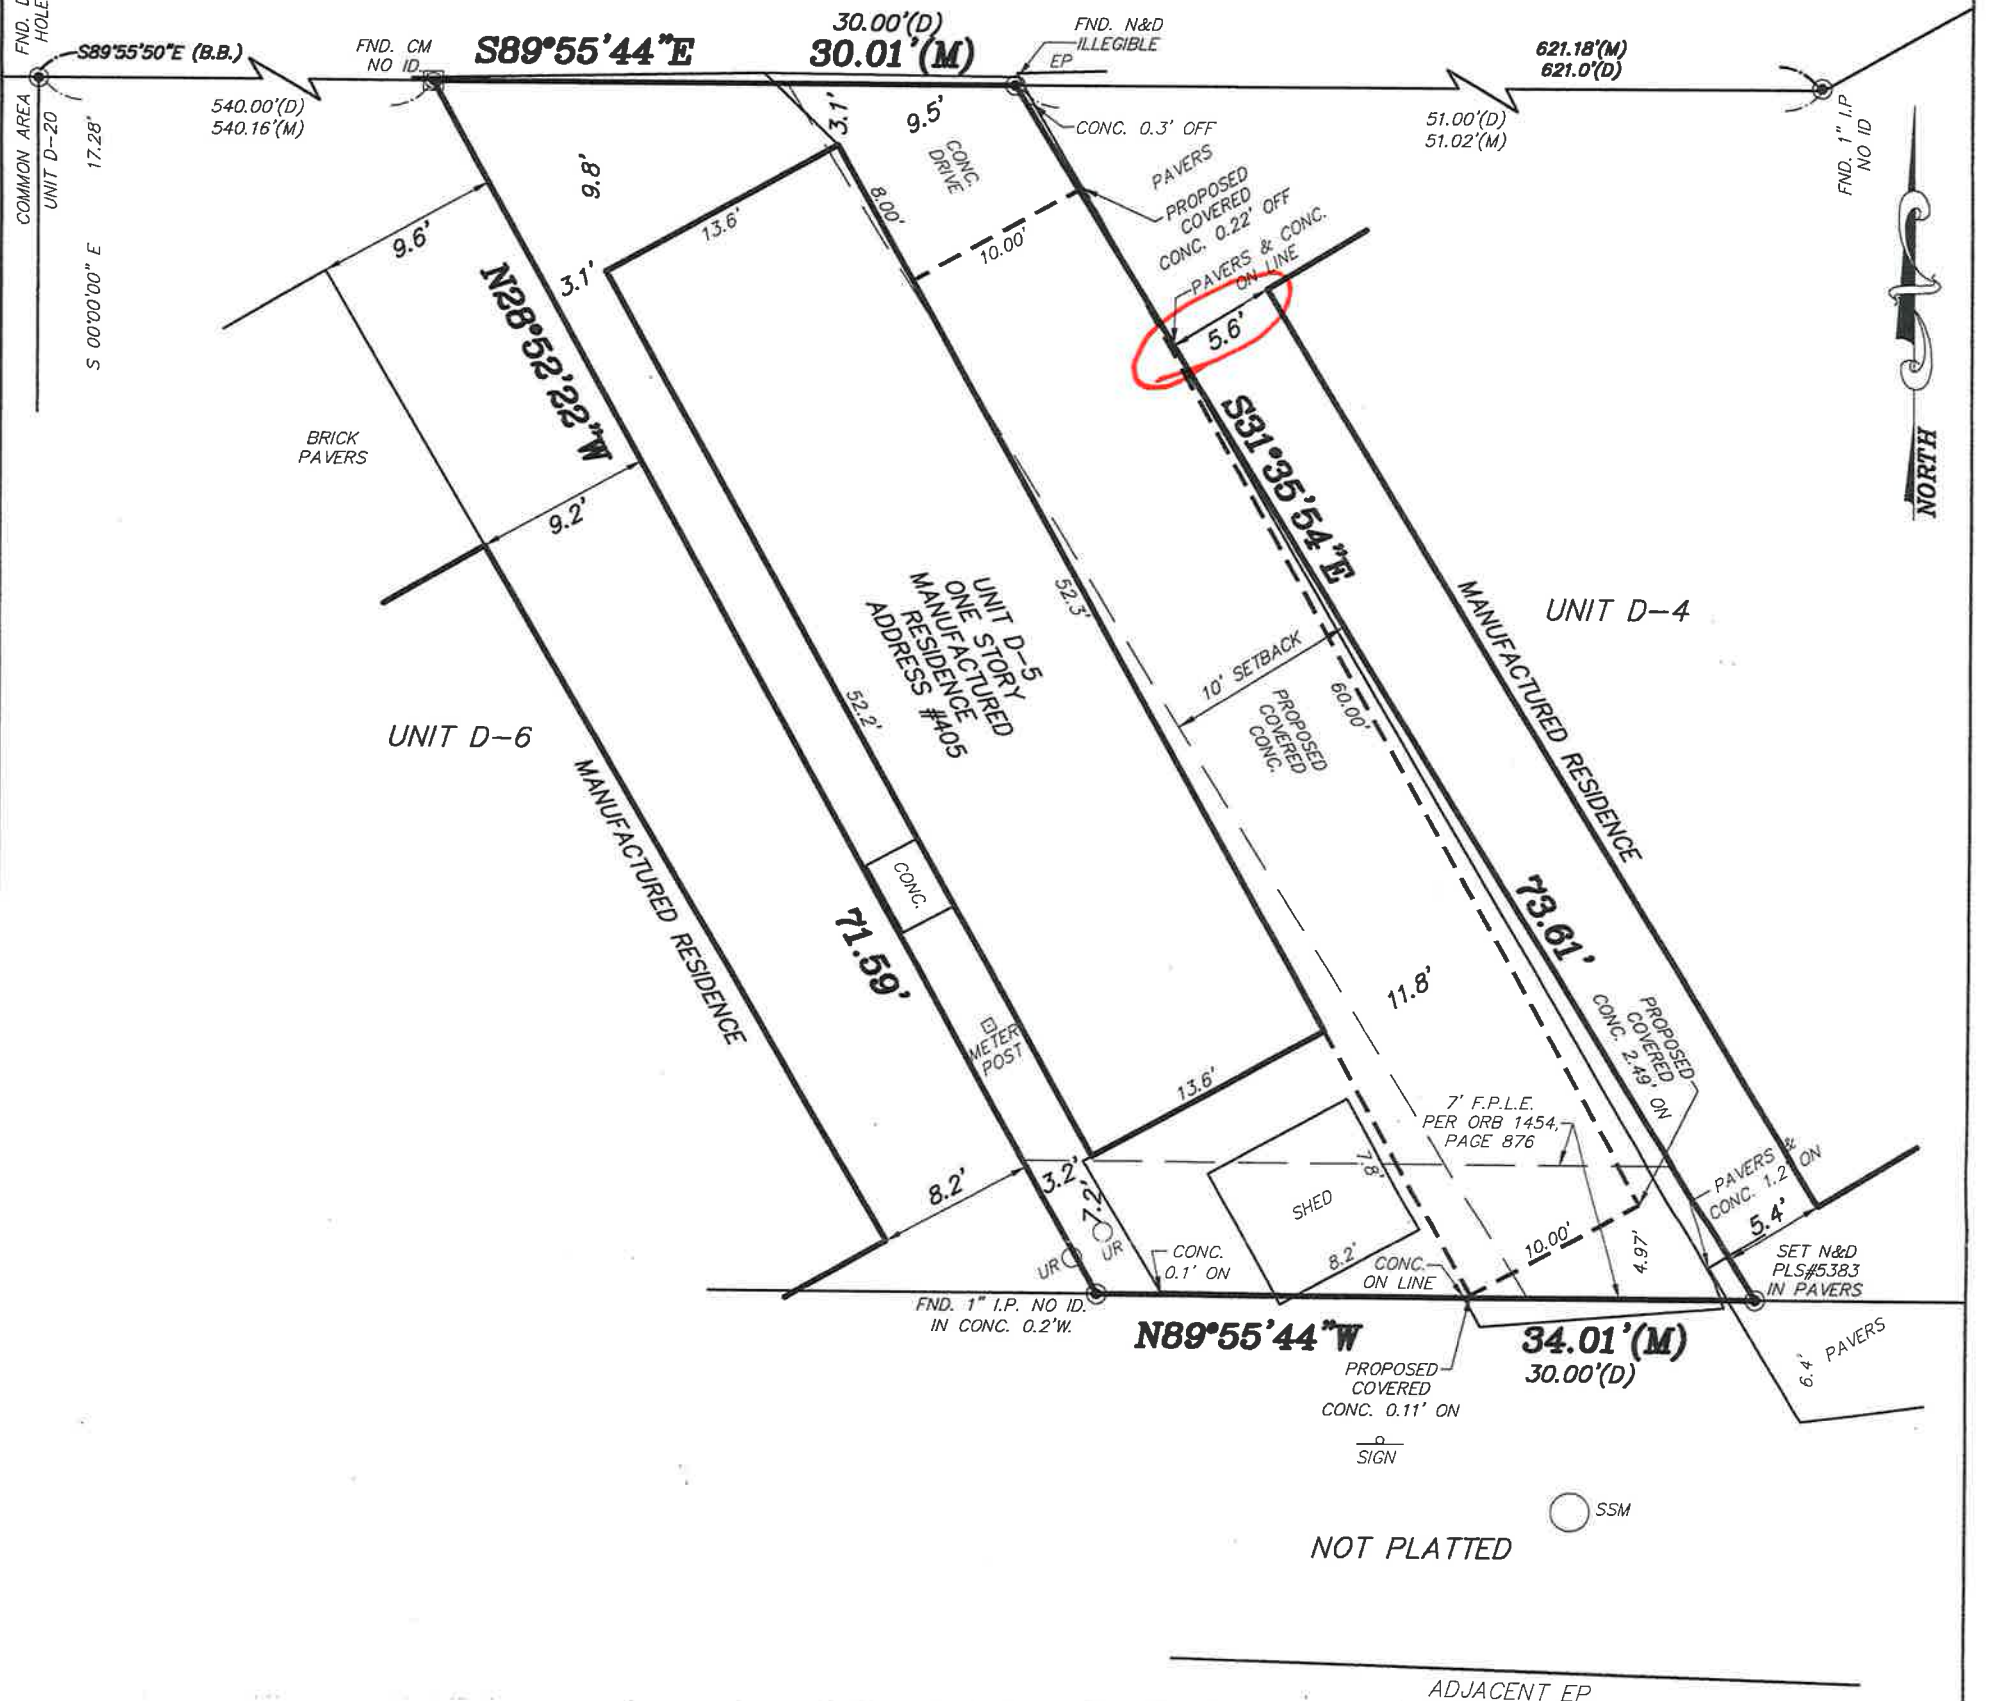 FND. 
HOLE
S89°55'50"E (B.B.)
FND. CM
NO ID
S89°55'44"E
30.00'(D)
30.01'(M)
FND. N&D
ILLEGIBLE
EP
621.18'(M)
621.0'(D)
540.00'(D)
540.16'(M)
51.00'(D)
51.02'(M)
FND. 1" I.P
NO ID
COMMON AREA
UNIT D-20
17.28'
S 00°00'00" E
9.8'
3.1'
9.5'
CONC.
DRIVE
CONC. 0.3' OFF
PAVERS
PROPOSED
COVERED
CONC. 0.22' OFF
PAVERS & CONC.
ON LINE
5.6'
9.6'
3.1'
13.6'
8.00'
10.00'
N28°52'22"W
S31°35'54"E
NORTH
BRICK
PAVERS
9.2'
52.3'
UNIT D-5
ONE STORY
MANUFACTURED
RESIDENCE
ADDRESS #405
52.2'
10' SETBACK
60.00'
PROPOSED
COVERED
CONC.
MANUFACTURED RESIDENCE
UNIT D-4
UNIT D-6
MANUFACTURED RESIDENCE
CONC.
71.59'
73.61'
11.8'
METER
POST
13.6'
PROPOSED
COVERED
CONC. 2.49' ON
7' F.P.L.E.
PER ORB 1454,
PAGE 876
PAVERS &
CONC. 1.2' ON
5.4'
8.2'
3.2'
7.2'
UR
UR
SHED
7.8'
8.2'
CONC.
0.1' ON
CONC.
ON LINE
10.00'
4.97'
SET N&D
PLS#5383
IN PAVERS
FND. 1" I.P. NO ID.
IN CONC. 0.2'W.
N89°55'44"W
34.01'(M)
30.00'(D)
PROPOSED
COVERED
CONC. 0.11' ON
6.4'
PAVERS
SIGN
SSM
NOT PLATTED
ADJACENT EP